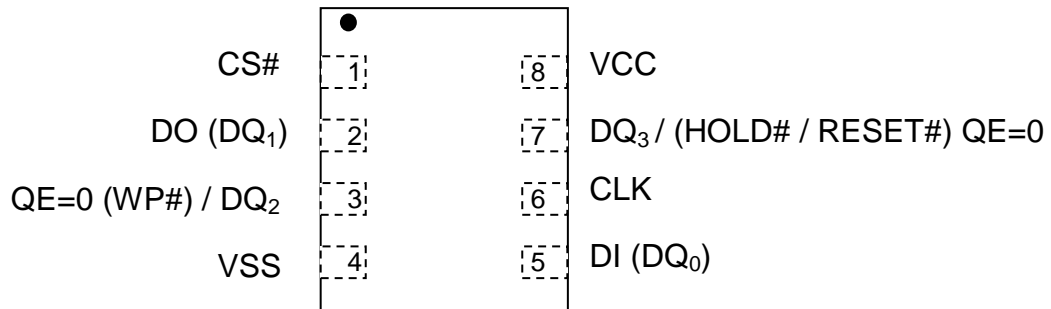 CS# 1 8 VCC
DO (DQ₁) 2 7 DQ₃ / (HOLD# / RESET#) QE=0
QE=0 (WP#) / DQ₂ 3 6 CLK
VSS 4 5 DI (DQ₀)